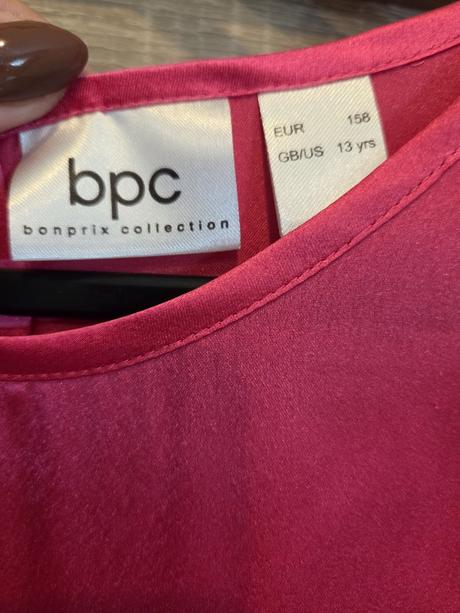 bpc
bonprix collection
EUR 158
GB/US 13 yrs